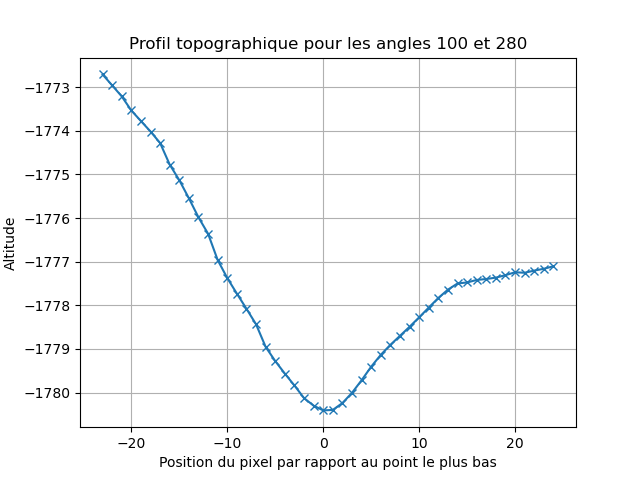 Profil topographique pour les angles 100 et 280
−1773
−1774
−1775
−1776
−1777
−1778
−1779
−1780
Altitude
−20 −10 0 10 20
Position du pixel par rapport au point le plus bas